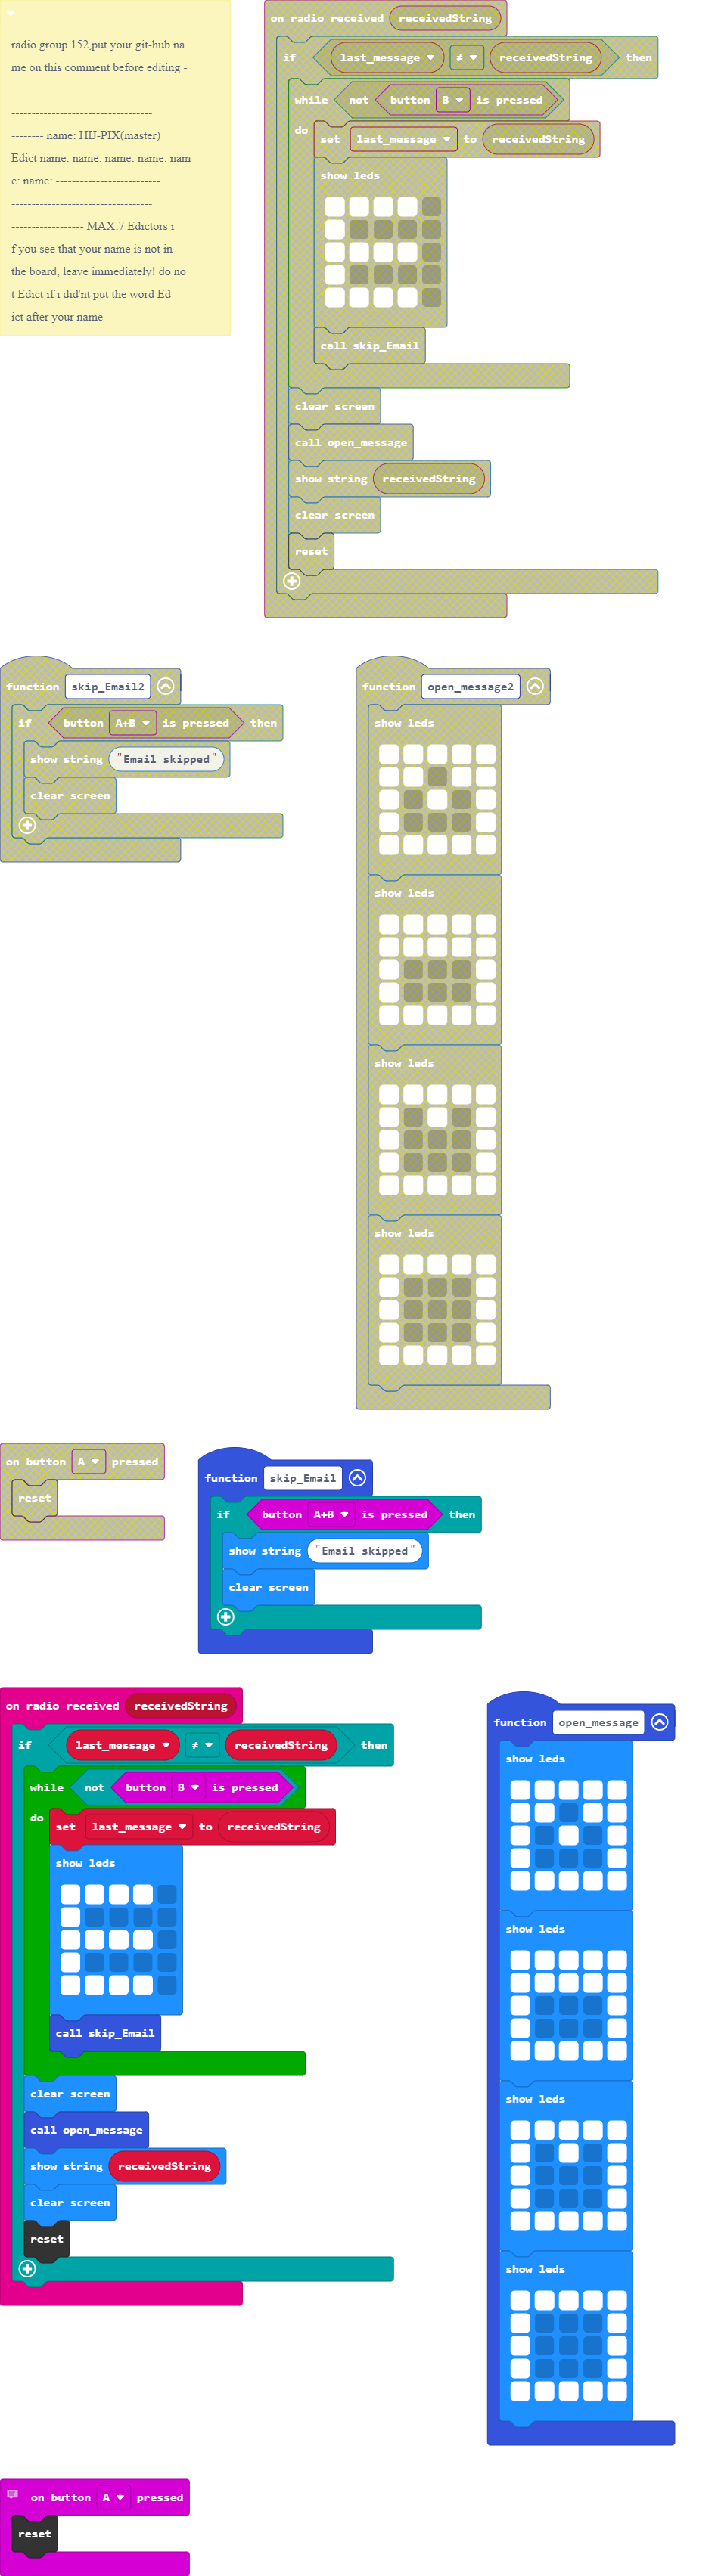 radio group 152,put your git-hub na
me on this comment before editing -
-----------------------------------
-----------------------------------
-------- name: HIJ-PIX(master)
Edict name: name: name: name: nam
e: name: --------------------------
-----------------------------------
------------------ MAX:7 Edictors i
f you see that your name is not in
the board, leave immediately! do no
t Edict if i did'nt put the word Ed
ict after your name
on radio received receivedString
if last_message ≠ receivedString then
while not button B is pressed
do set last_message to receivedString
show leds
call skip_Email
clear screen
call open_message
show string receivedString
clear screen
reset
function skip_Email2
if button A+B is pressed then
show string "Email skipped"
clear screen
function open_message2
show leds
show leds
show leds
show leds
on button A pressed
reset
function skip_Email
if button A+B is pressed then
show string "Email skipped"
clear screen
on radio received receivedString
if last_message ≠ receivedString then
while not button B is pressed
do set last_message to receivedString
show leds
call skip_Email
clear screen
call open_message
show string receivedString
clear screen
reset
function open_message
show leds
show leds
show leds
show leds
on button A pressed
reset